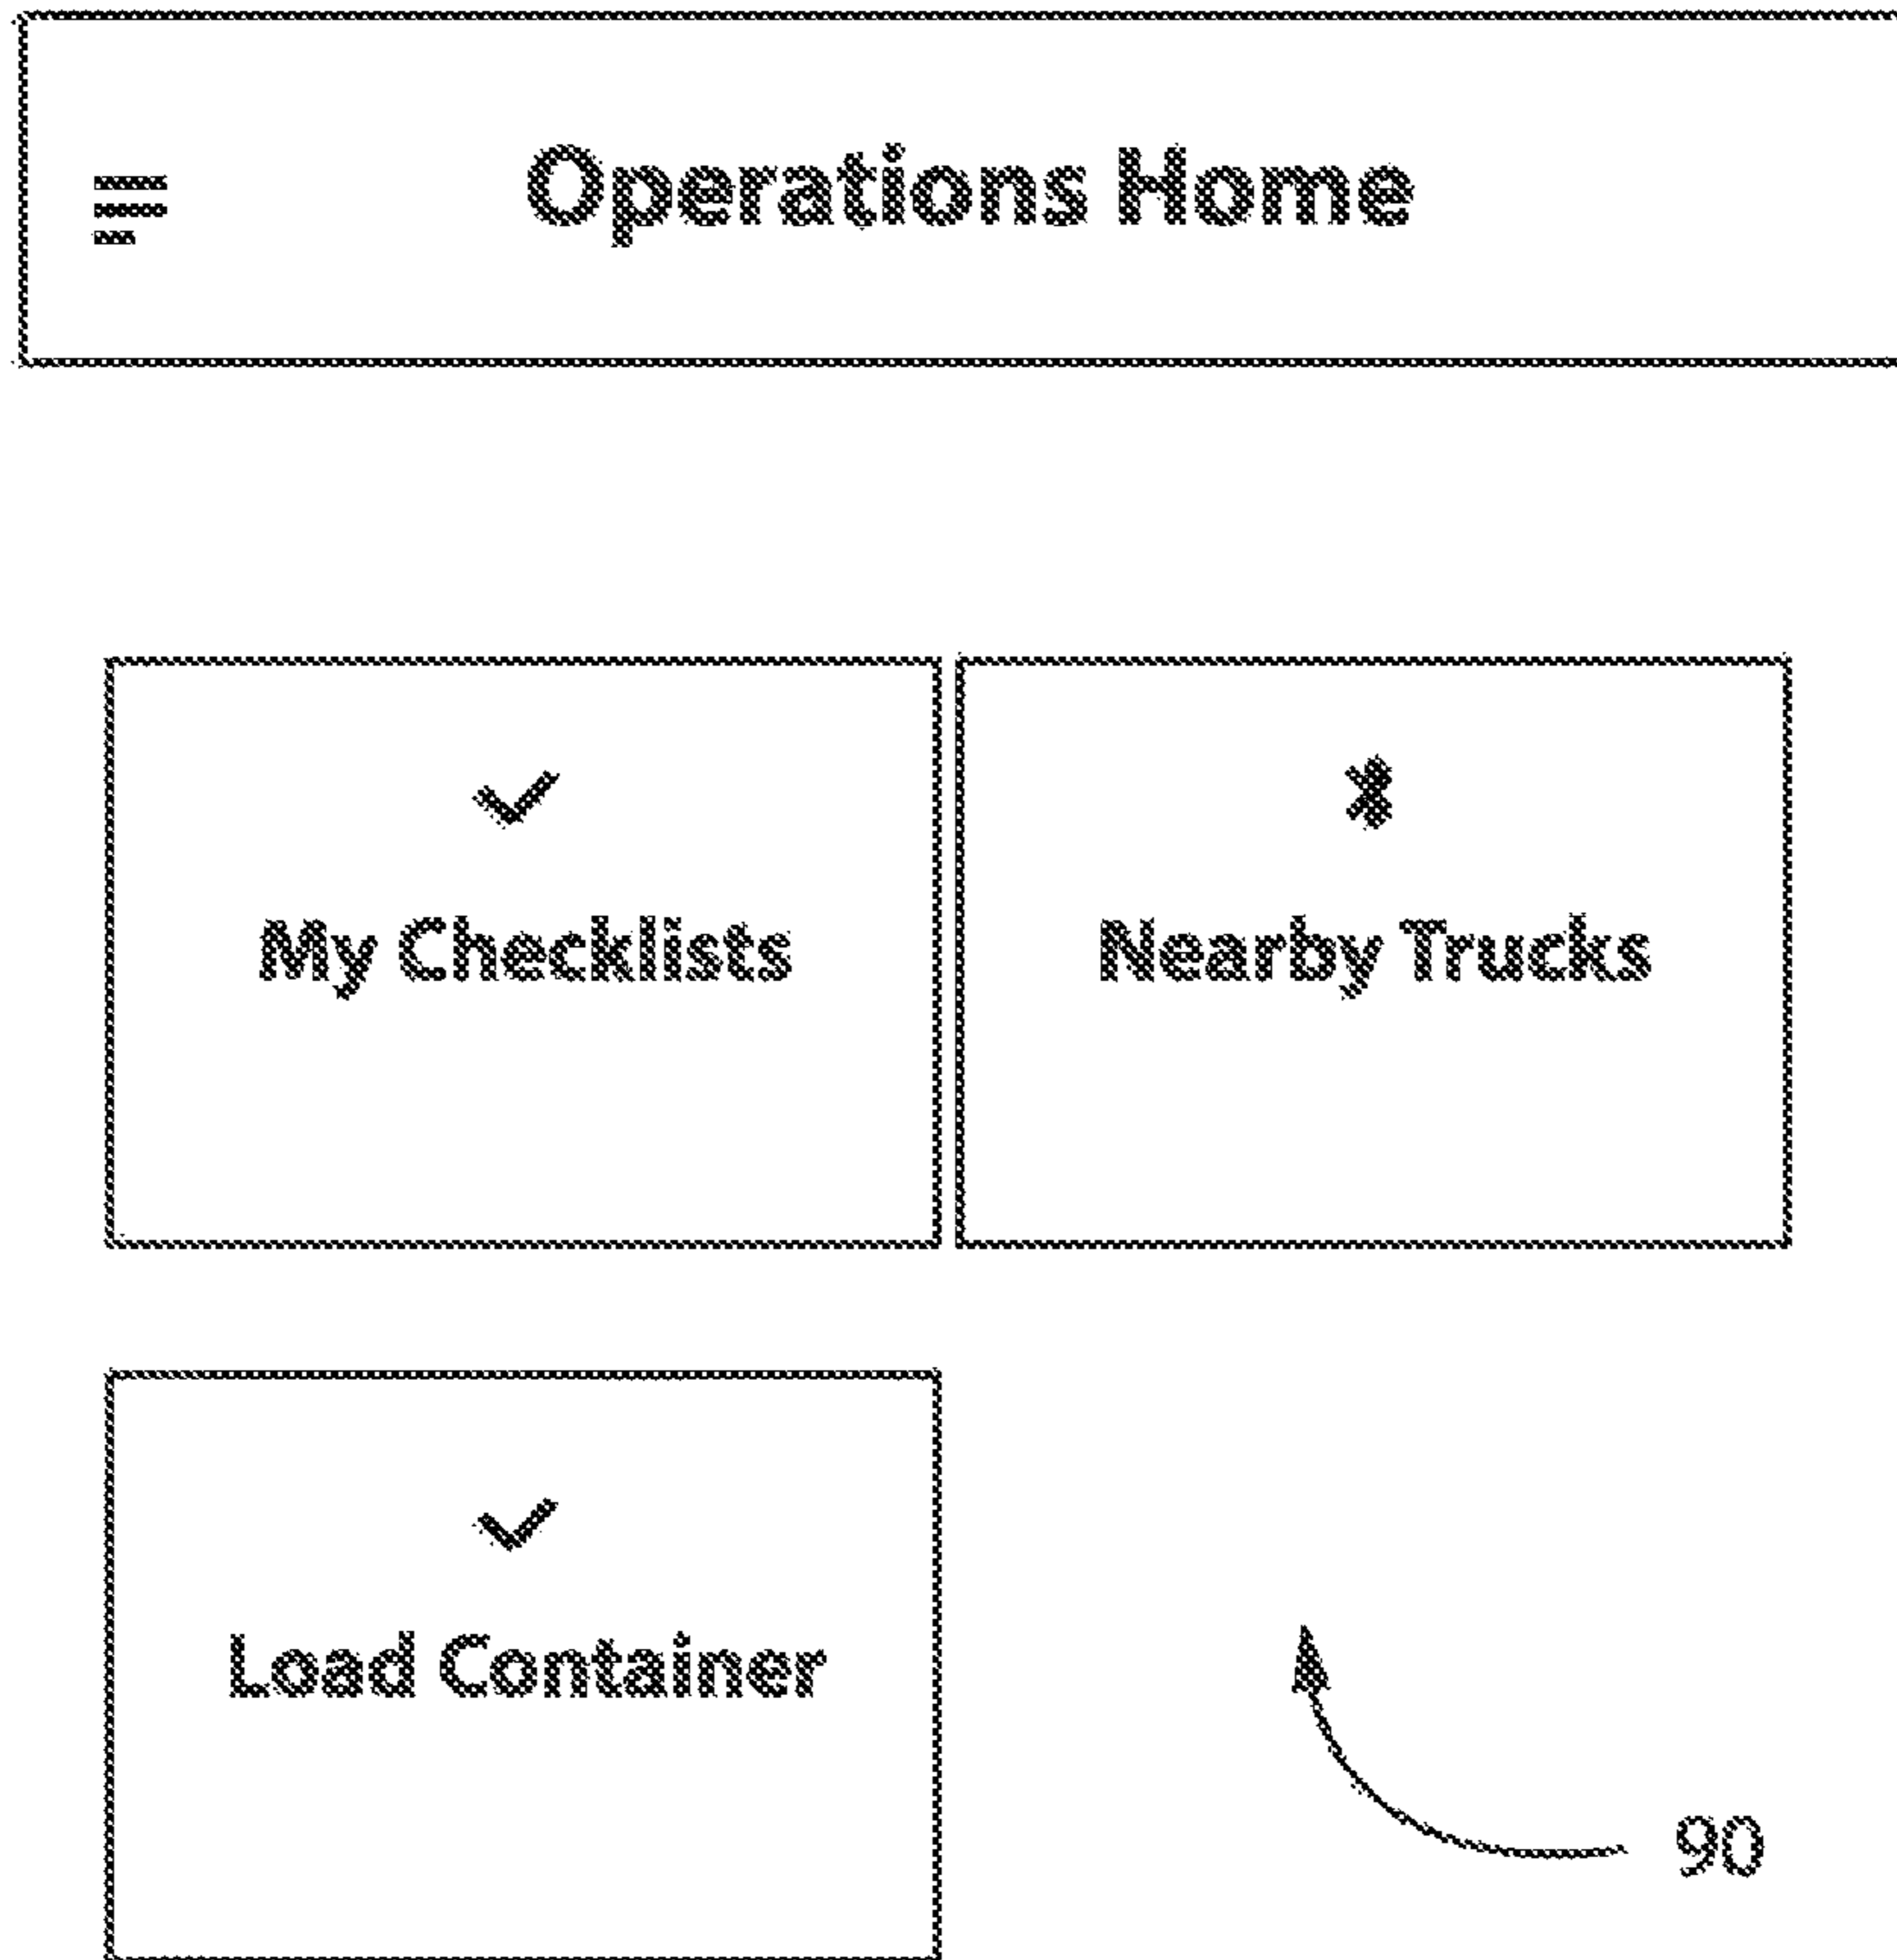 Operations Home
My Checklists
Nearby Trucks
Load Container
90